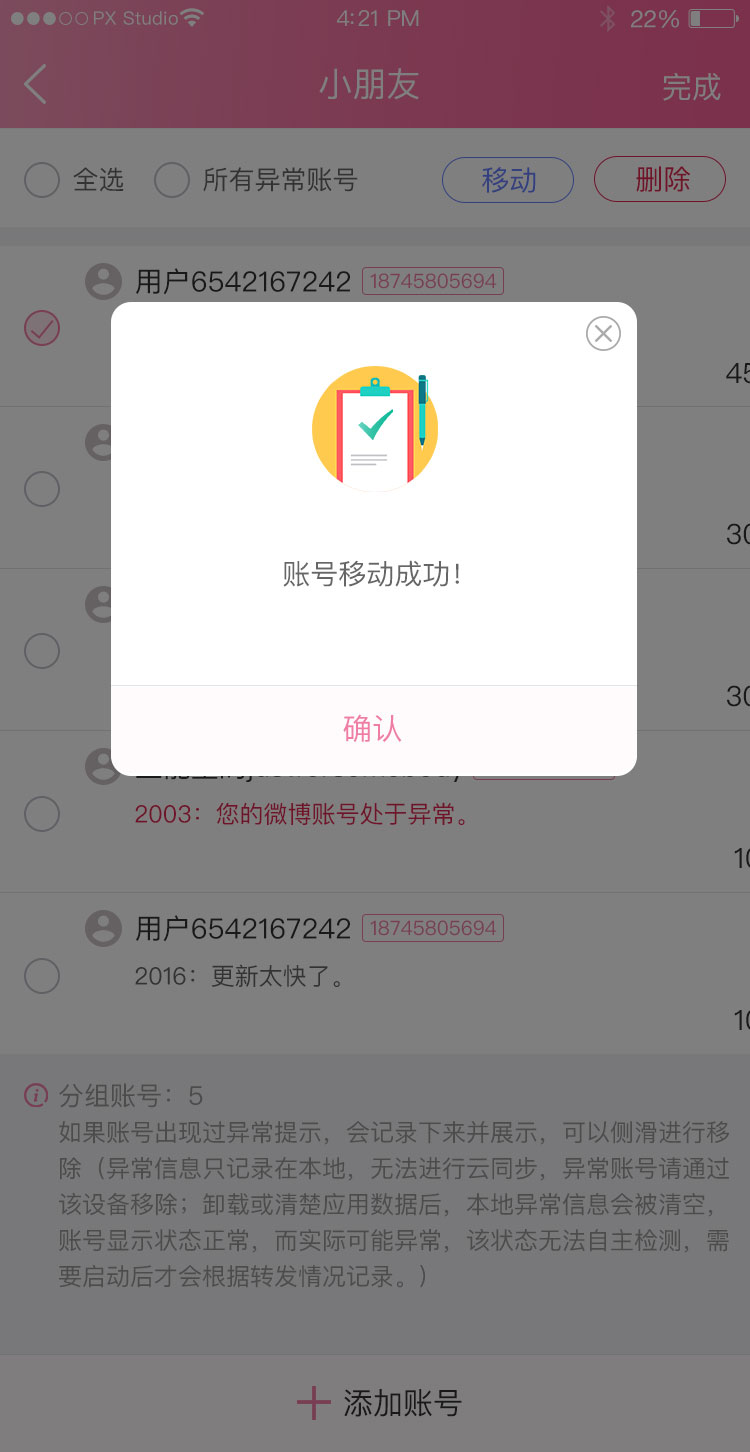 PX Studio 4:21 PM 22%
小朋友 完成
全选 所有异常账号 移动 删除
用户6542167242 18745805694
45
30
账号移动成功!
30
确认
2003：您的微博账号处于异常。
10
用户6542167242 18745805694
2016：更新太快了。
10
分组账号：5
如果账号出现过异常提示，会记录下来并展示，可以侧滑进行移
除（异常信息只记录在本地，无法进行云同步，异常账号请通过
该设备移除；卸载或清楚应用数据后，本地异常信息会被清空，
账号显示状态正常，而实际可能异常，该状态无法自主检测，需
要启动后才会根据转发情况记录。）
添加账号